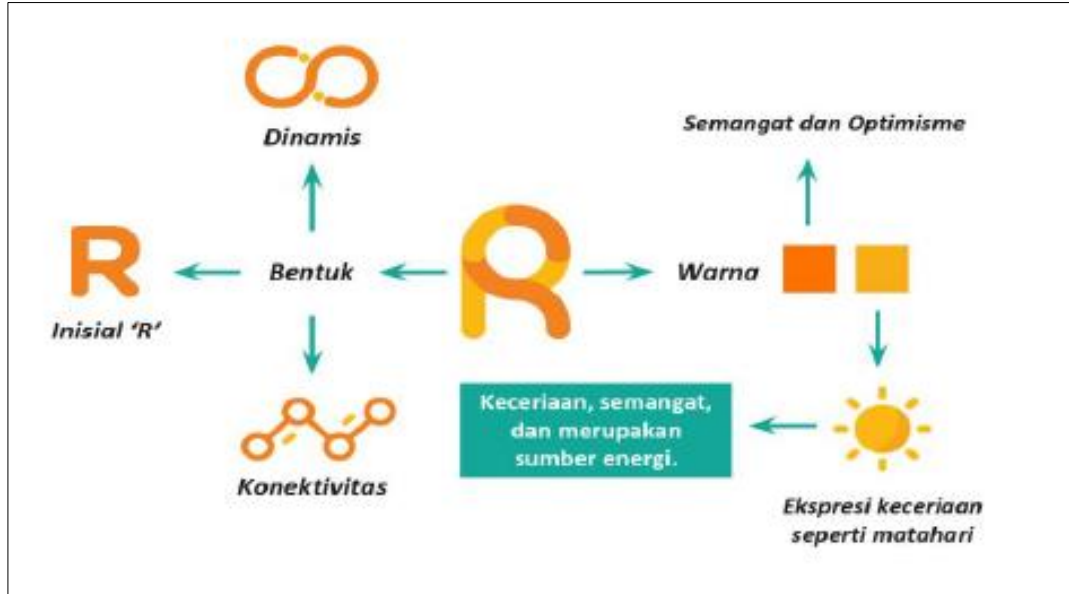 Dinamis
Semangat dan Optimisme
R
Bentuk
R
Warna
Inisial ‘R’
Keceriaan, semangat,
dan merupakan
sumber energi.
Konektivitas
Ekspresi keceriaan
seperti matahari